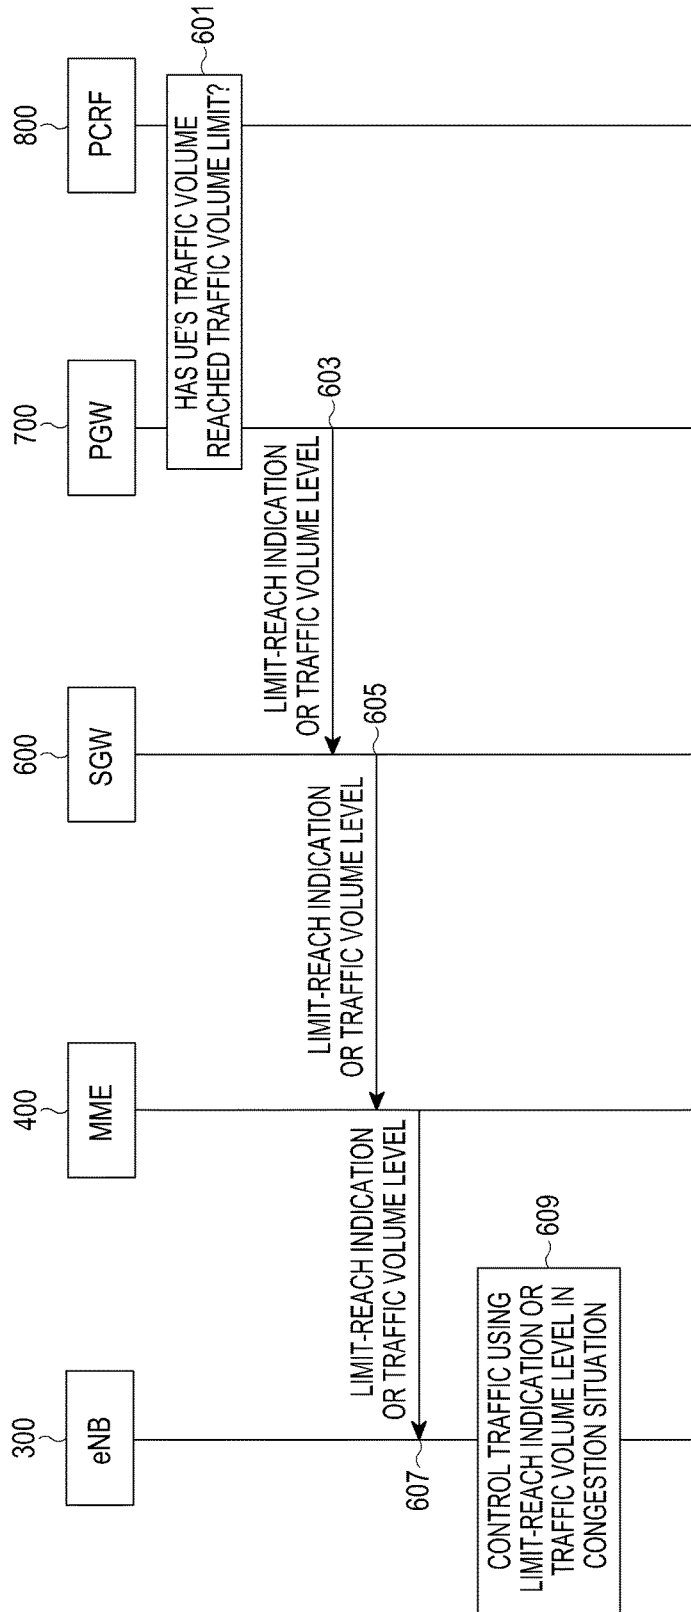 300
eNB
400
MME
600
SGW
700
PGW
800
PCRF
HAS UE'S TRAFFIC VOLUME
REACHED TRAFFIC VOLUME LIMIT?
601
LIMIT-REACH INDICATION
OR TRAFFIC VOLUME LEVEL
603
LIMIT-REACH INDICATION
OR TRAFFIC VOLUME LEVEL
605
LIMIT-REACH INDICATION
OR TRAFFIC VOLUME LEVEL
607
CONTROL TRAFFIC USING
LIMIT-REACH INDICATION OR
TRAFFIC VOLUME LEVEL IN
CONGESTION SITUATION
609